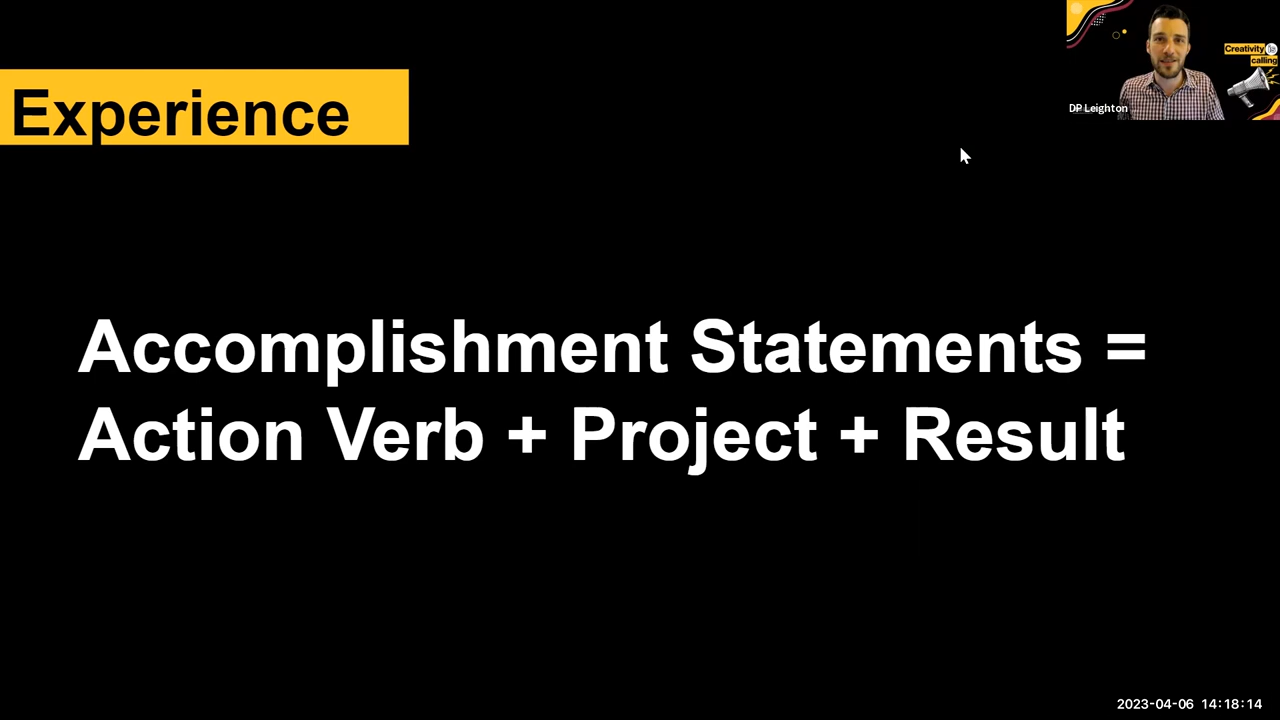 Experience
Creativity
calling
DP Leighton
Accomplishment Statements =
Action Verb + Project + Result
2023-04-06 14:18:14